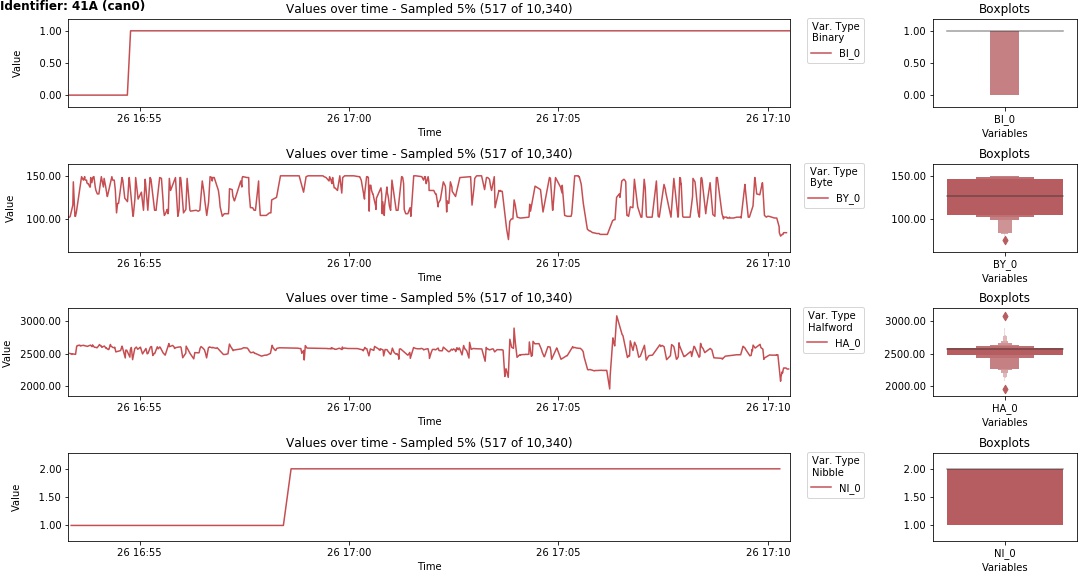 Identifier: 41A (can0)
Values over time - Sampled 5% (517 of 10,340)
Boxplots
1.00
0.50
0.00
Value
26 16:55
26 17:00
26 17:05
26 17:10
Time
Var. Type
Binary
BI_0
1.00
0.50
0.00
BI_0
Variables
Values over time - Sampled 5% (517 of 10,340)
Boxplots
150.00
100.00
Value
26 16:55
26 17:00
26 17:05
26 17:10
Time
Var. Type
Byte
BY_0
150.00
100.00
BY_0
Variables
Values over time - Sampled 5% (517 of 10,340)
Boxplots
3000.00
2500.00
2000.00
Value
26 16:55
26 17:00
26 17:05
26 17:10
Time
Var. Type
Halfword
HA_0
3000.00
2500.00
2000.00
HA_0
Variables
Values over time - Sampled 5% (517 of 10,340)
Boxplots
2.00
1.50
1.00
Value
26 16:55
26 17:00
26 17:05
26 17:10
Time
Var. Type
Nibble
NI_0
2.00
1.50
1.00
NI_0
Variables